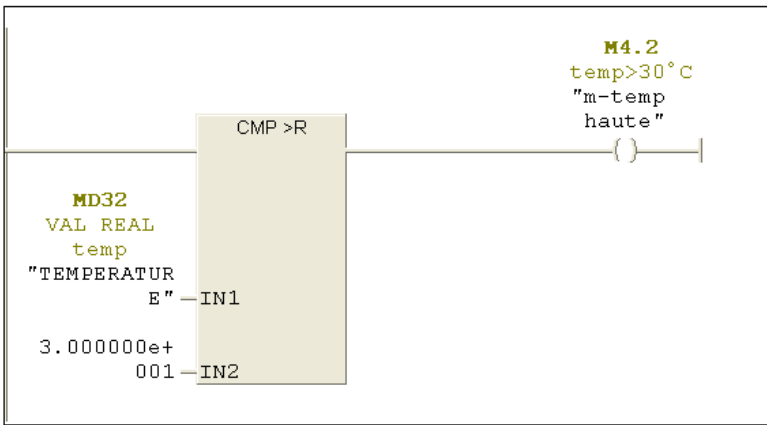 M4.2
temp>30°C
"m-temp
haute"
CMP >R
MD32
VAL REAL
temp
"TEMPERATUR
E"
IN1
3.000000e+
001
IN2